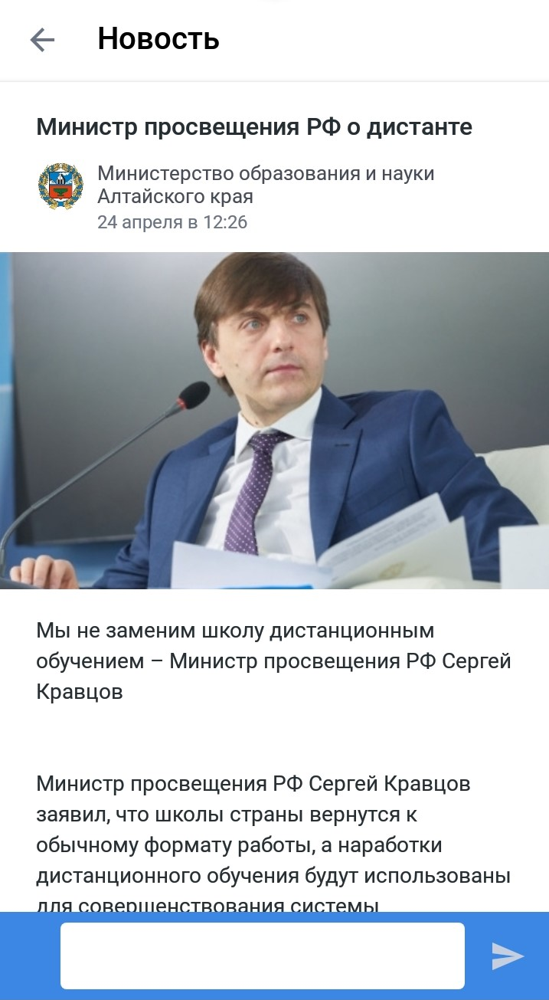 Новость
Министр просвещения РФ о дистанте
Министерство образования и науки
Алтайского края
24 апреля в 12:26
Мы не заменим школу дистанционным
обучением – Министр просвещения РФ Сергей
Кравцов
Министр просвещения РФ Сергей Кравцов
заявил, что школы страны вернутся к
обычному формату работы, а наработки
дистанционного обучения будут использованы
для совершенствования системы